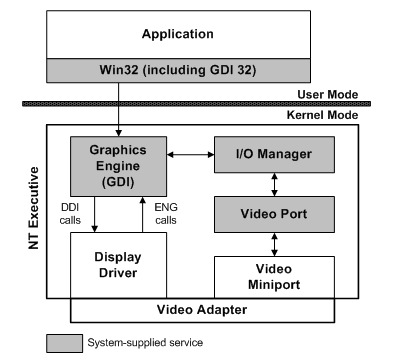 Application
Win32 (including GDI 32)
User Mode
Kernel Mode
NT Executive
Graphics
Engine
(GDI)
I/O Manager
DDI
calls
ENG
calls
Video Port
Display
Driver
Video
Miniport
Video Adapter
System-supplied service